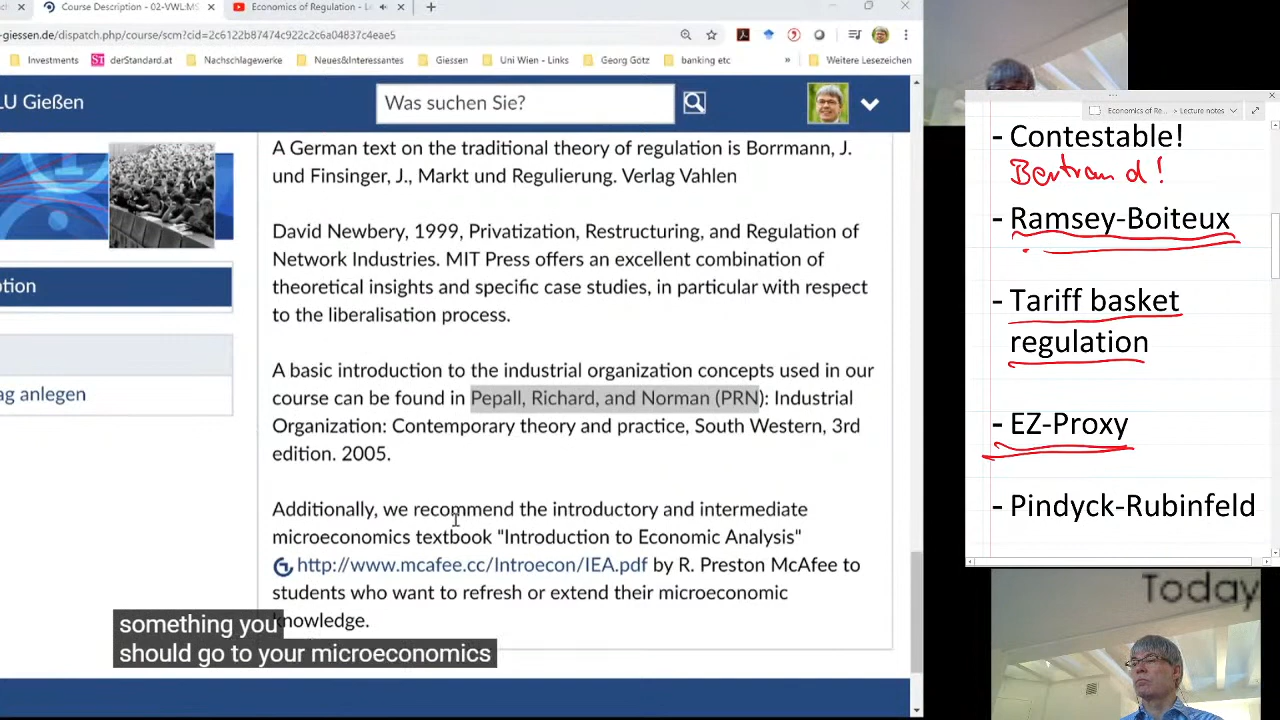 Course Description - 02-VWL:MS
Economics of Regulation - L
-giessen.de/dispatch.php/course/scm?cid=2c6122b87474c922c2c6a04837c4eae5
Investments
derStandard.at
Nachschlagewerke
Neues&Interessantes
Giessen
Uni Wien - Links
Georg Götz
banking etc
»
Weitere Lesezeichen
LU Gießen
Was suchen Sie?
A German text on the traditional theory of regulation is Borrmann, J.
und Finsinger, J., Markt und Regulierung. Verlag Vahlen
David Newbery, 1999, Privatization, Restructuring, and Regulation of
Network Industries. MIT Press offers an excellent combination of
theoretical insights and specific case studies, in particular with respect
to the liberalisation process.
ption
ag anlegen
A basic introduction to the industrial organization concepts used in our
course can be found in Pepall, Richard, and Norman (PRN): Industrial
Organization: Contemporary theory and practice, South Western, 3rd
edition. 2005.
Additionally, we recommend the introductory and intermediate
microeconomics textbook "Introduction to Economic Analysis"
http://www.mcafee.cc/Introecon/IEA.pdf by R. Preston McAfee to
students who want to refresh or extend their microeconomic
knowledge.
something you
should go to your microeconomics
Economics of Re... > Lecture notes
- Contestable!
Bertrand!
- Ramsey-Boiteux
- Tariff basket
regulation
- EZ-Proxy
- Pindyck-Rubinfeld
Today